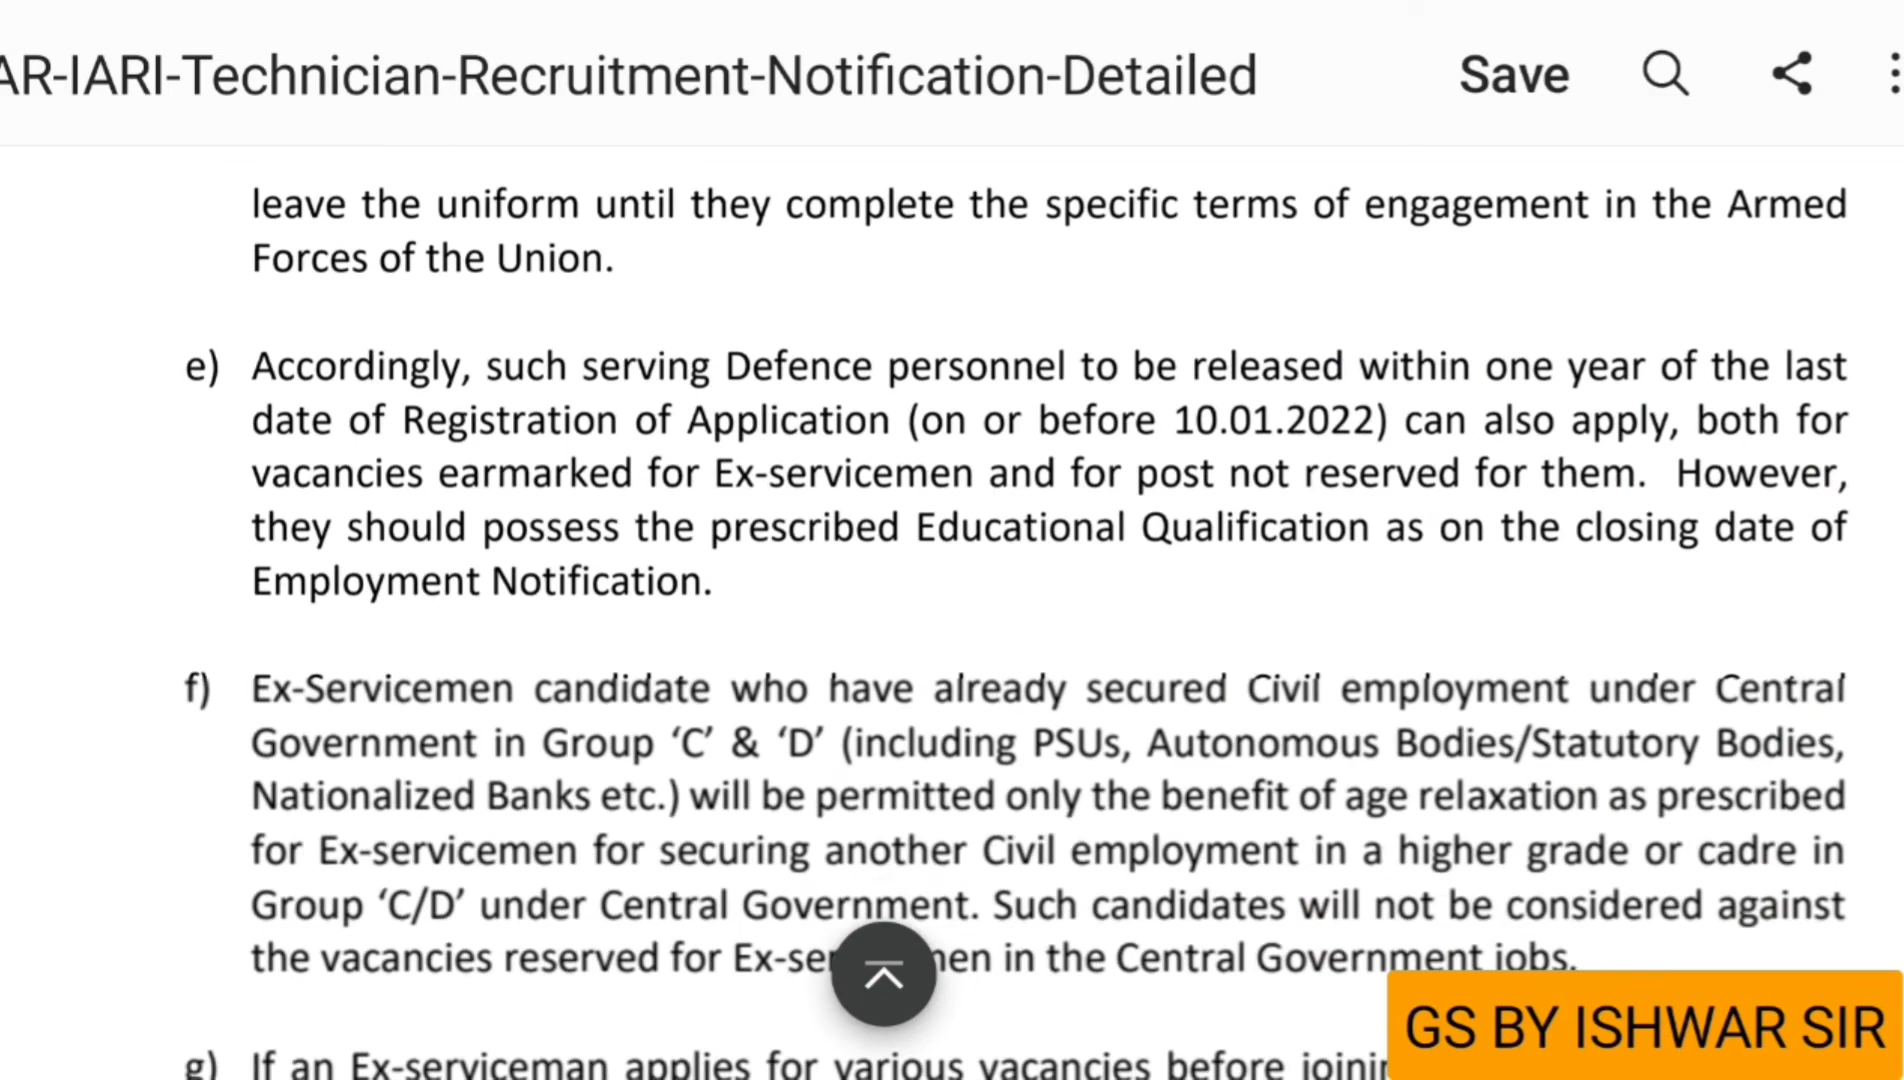 AR-IARI-Technician-Recruitment-Notification-Detailed Save
leave the uniform until they complete the specific terms of engagement in the Armed
Forces of the Union.
e) Accordingly, such serving Defence personnel to be released within one year of the last
date of Registration of Application (on or before 10.01.2022) can also apply, both for
vacancies earmarked for Ex-servicemen and for post not reserved for them. However,
they should possess the prescribed Educational Qualification as on the closing date of
Employment Notification.
f) Ex-Servicemen candidate who have already secured Civil employment under Central
Government in Group ‘C’ & ‘D’ (including PSUs, Autonomous Bodies/Statutory Bodies,
Nationalized Banks etc.) will be permitted only the benefit of age relaxation as prescribed
for Ex-servicemen for securing another Civil employment in a higher grade or cadre in
Group ‘C/D’ under Central Government. Such candidates will not be considered against
the vacancies reserved for in the Central Government jobs.
g) If an Ex-serviceman applies for various vacancies before
GS BY ISHWAR SIR